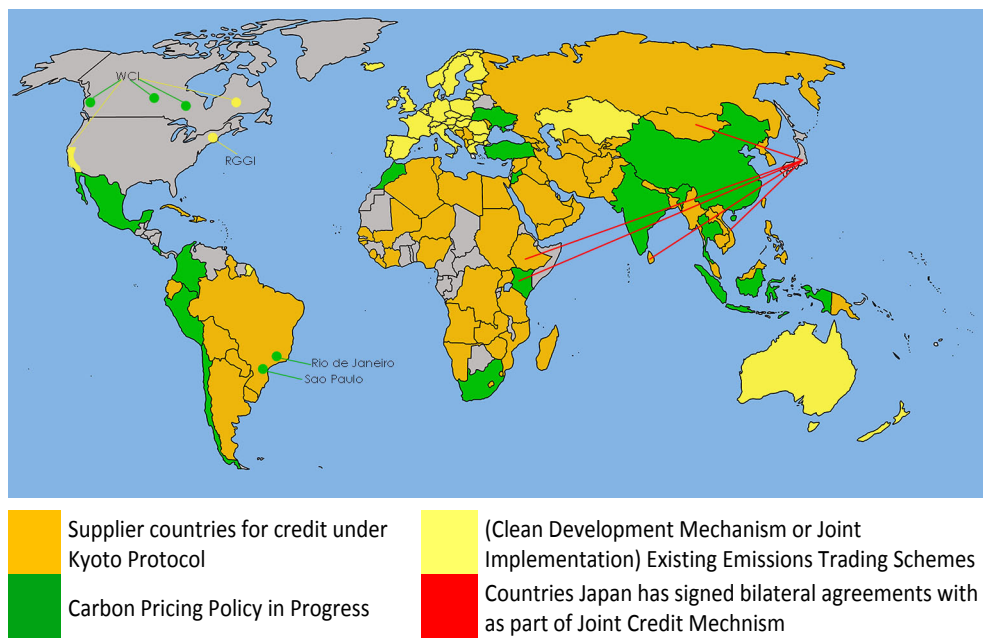 WCI
RGGI
Rio de Janeiro
Sao Paulo
Supplier countries for credit under
Kyoto Protocol
Carbon Pricing Policy in Progress
(Clean Development Mechanism or Joint
Implementation) Existing Emissions Trading Schemes
Countries Japan has signed bilateral agreements with
as part of Joint Credit Mechnism